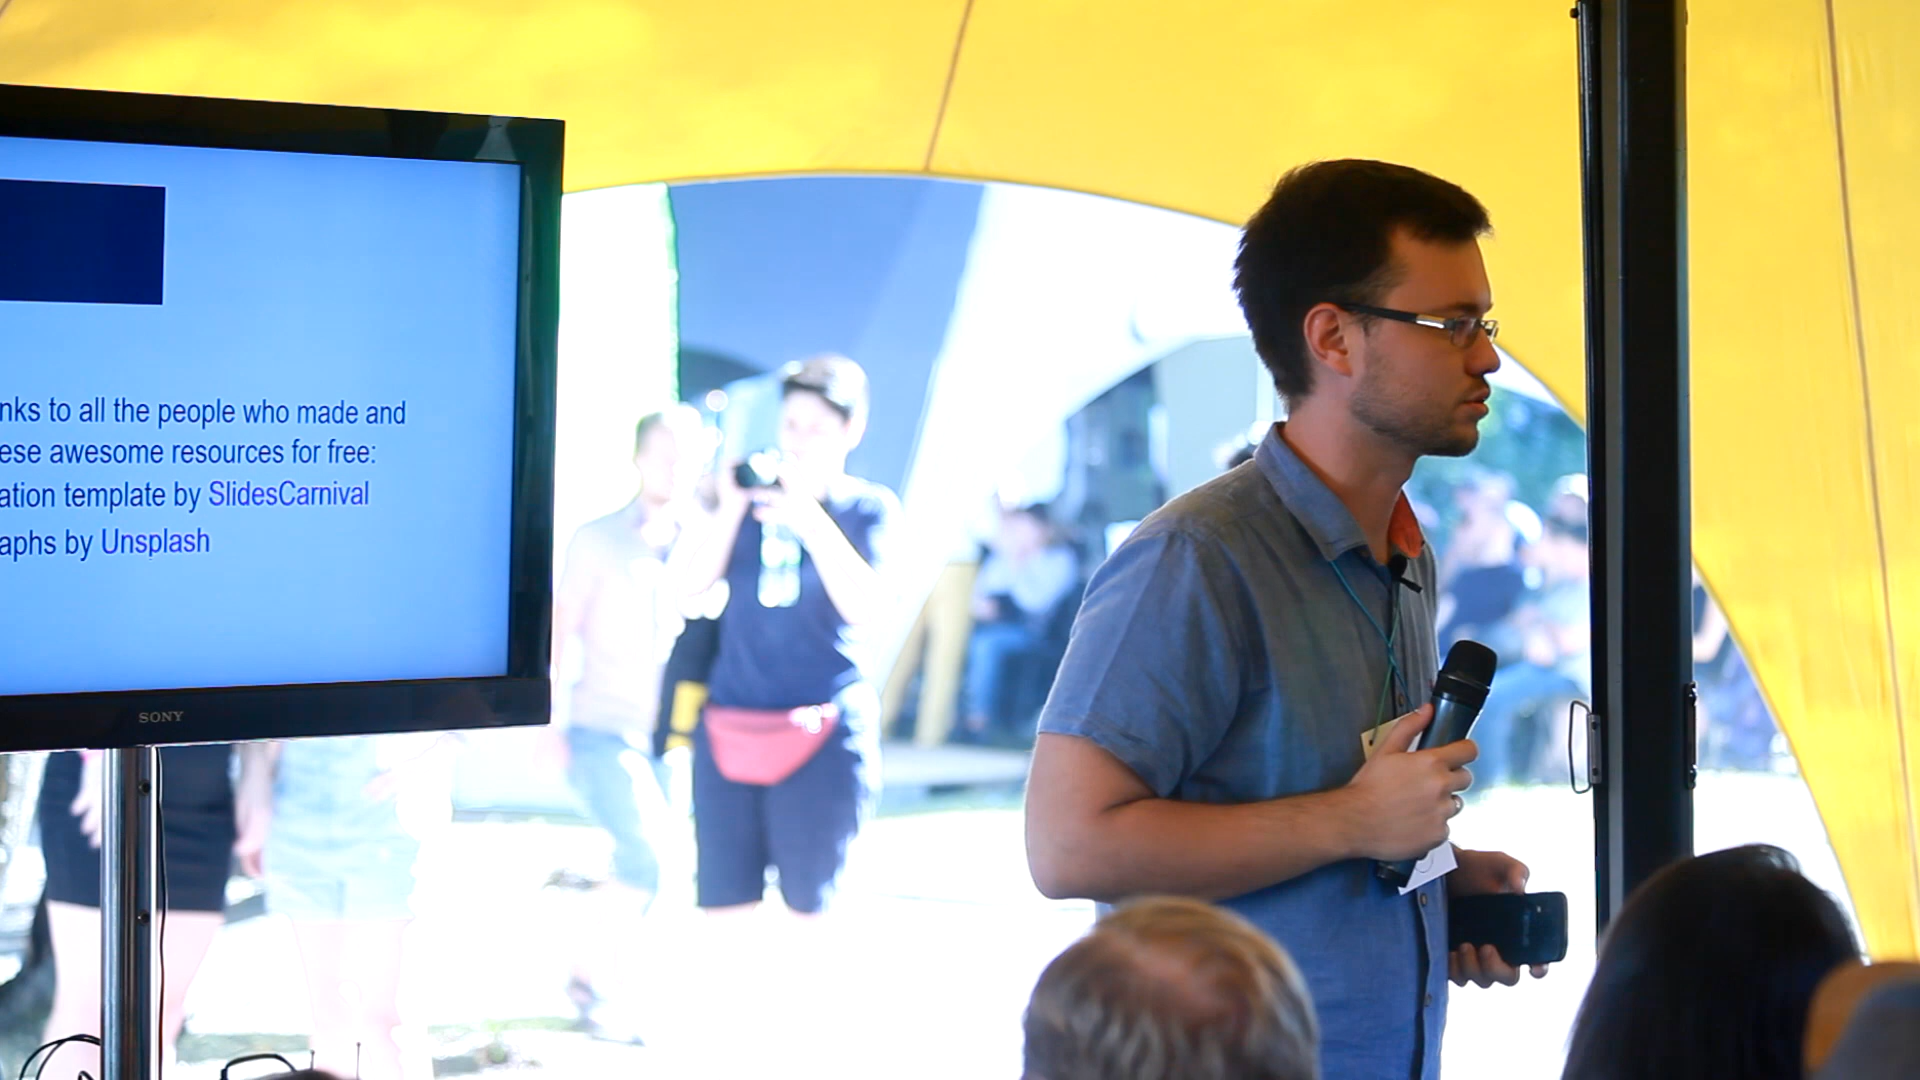 nks to all the people who made and
ese awesome resources for free:
ation template by SlidesCarnival
aphs by Unsplash
SONY